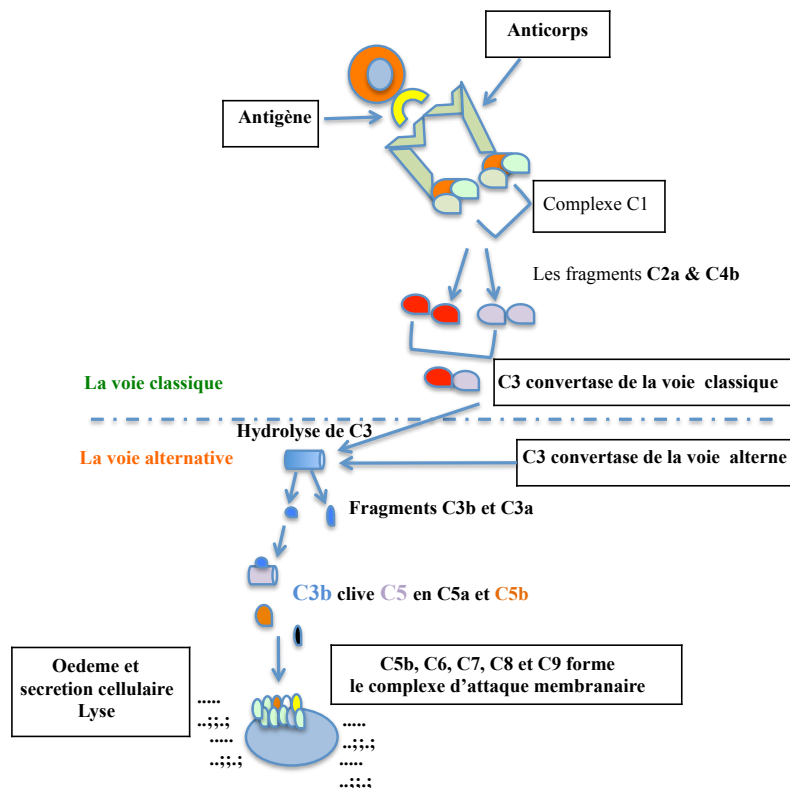 Anticorps
Antigène
Complexe C1
Les fragments C2a & C4b
La voie classique
C3 convertase de la voie classique
Hydrolyse de C3
La voie alternative
C3 convertase de la voie alterne
Fragments C3b et C3a
C3b clive C5 en C5a et C5b
Oedeme et
secretion cellulaire
Lyse
C5b, C6, C7, C8 et C9 forme
le complexe d’attaque membranaire
.....
..;;.;
.....
..;;.;
.....
..;;.;
.....
..;;.;